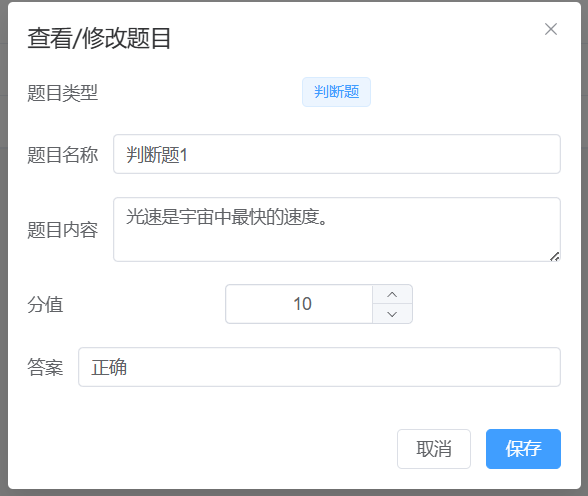 查看/修改题目
题目类型
判断题
题目名称
判断题1
题目内容
光速是宇宙中最快的速度。
分值
10
答案
正确
取消
保存